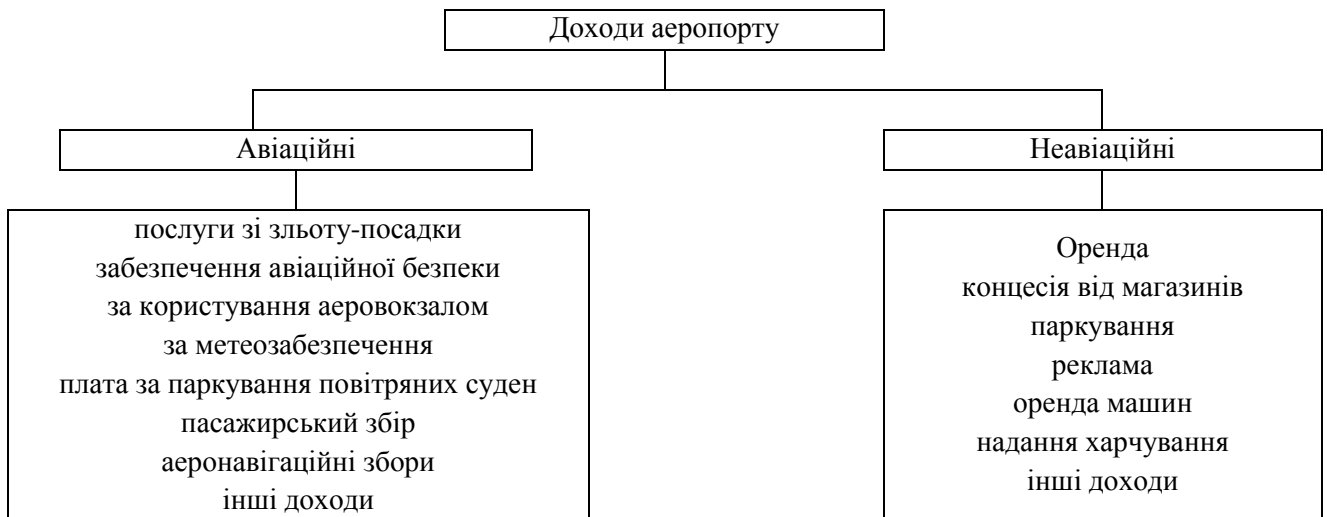 Доходи аеропорту
Авіаційні
послуги зі зльоту-посадки
забезпечення авіаційної безпеки
за користування аеровокзалом
за метеозабезпечення
плата за паркування повітряних суден
пасажирський збір
аеронавігаційні збори
інші доходи
Неавіаційні
Оренда
концесія від магазинів
паркування
реклама
оренда машин
надання харчування
інші доходи